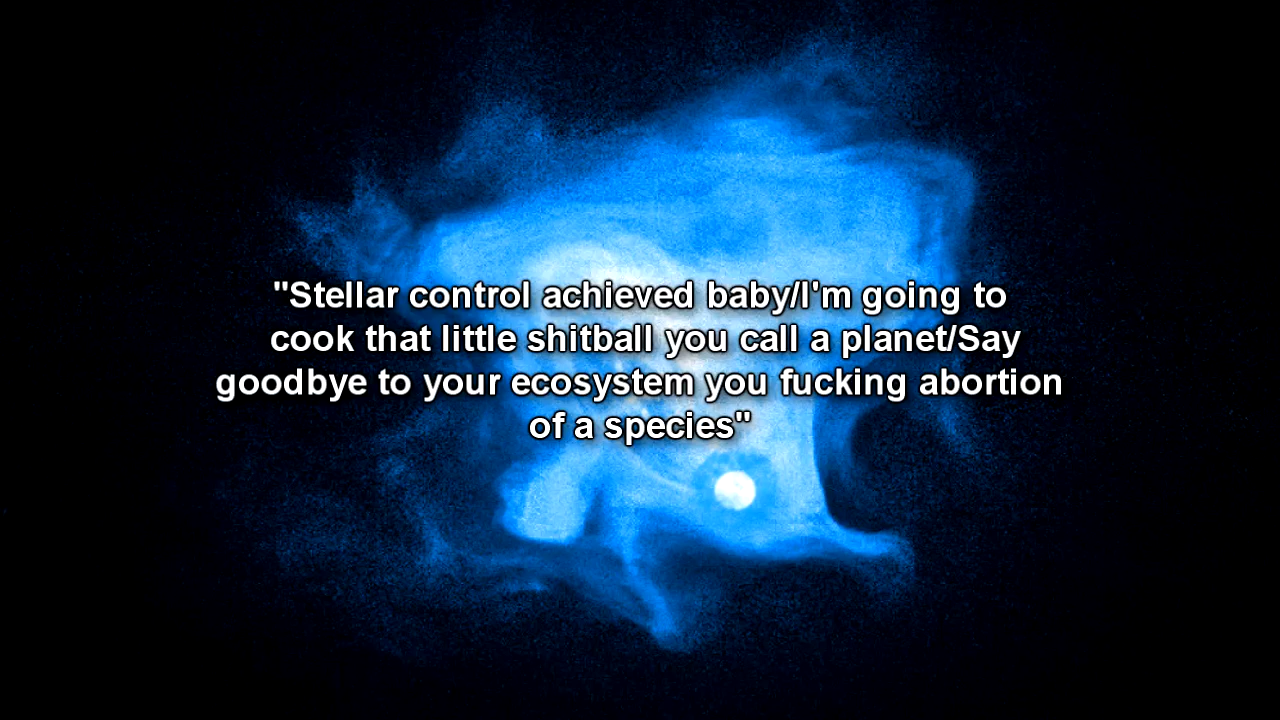 "Stellar control achieved baby/I'm going to
cook that little shitball you call a planet/Say
goodbye to your ecosystem you fucking abortion
of a species"